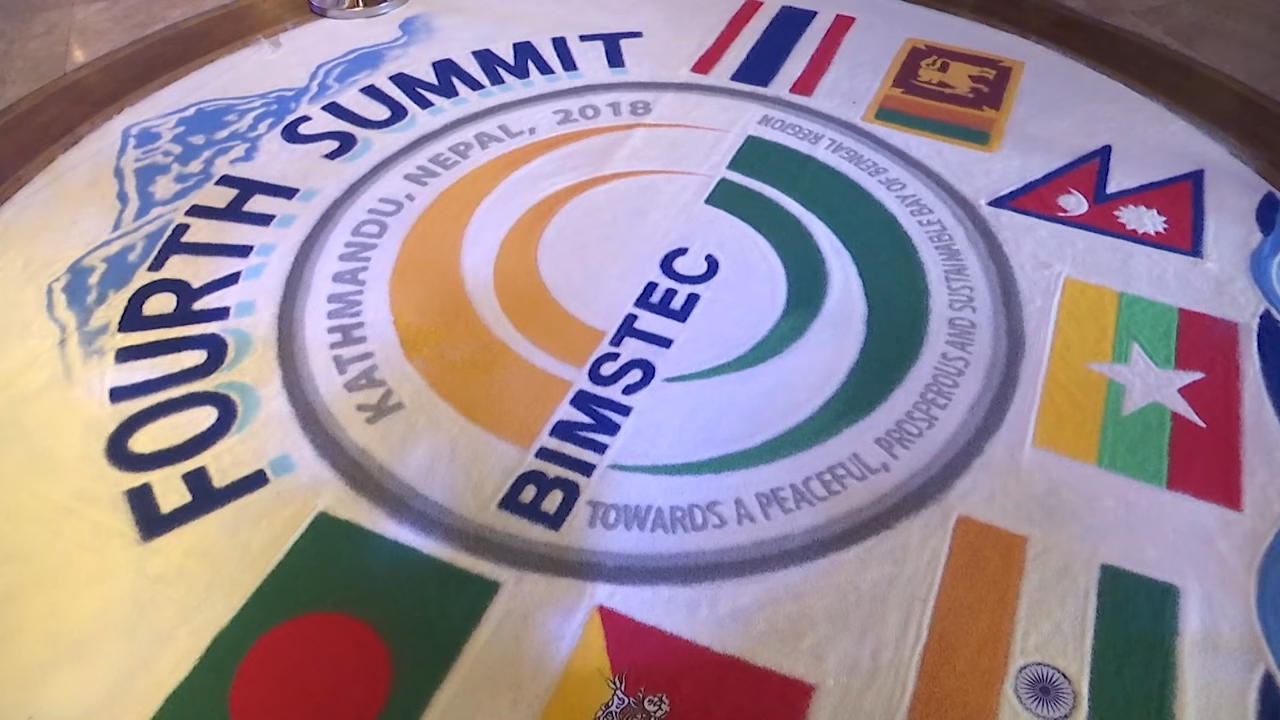 FOURTH SUMMIT
KATHMANDU, NEPAL, 2018
BIMSTEC
TOWARDS A PEACEFUL, PROSPEROUS AND SUSTAINABLE BAY OF BENGAL REGION